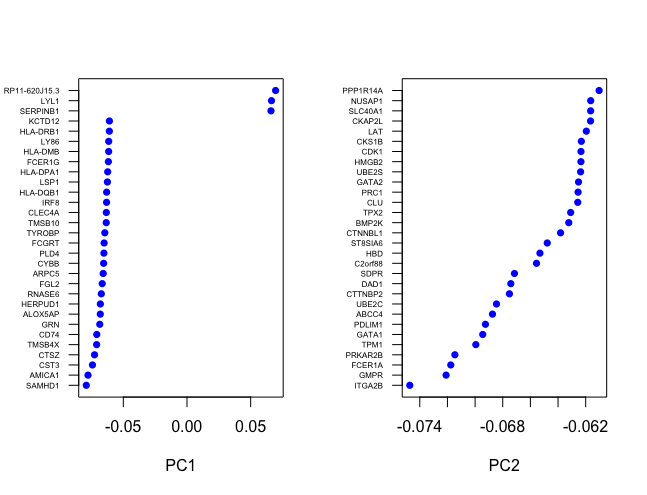 RP11-620J15.3
LYL1
SERPINB1
KCTD12
HLA-DRB1
LY86
HLA-DMB
FCER1G
HLA-DPA1
LSP1
HLA-DQB1
IRF8
CLEC4A
TMSB10
TYROBP
FCGRT
PLD4
CYBB
ARPC5
FGL2
RNASE6
HERPUD1
ALOX5AP
GRN
CD74
TMSB4X
CTSZ
CST3
AMICA1
SAMHD1
-0.05 0.00 0.05
PC1
PPP1R14A
NUSAP1
SLC40A1
CKAP2L
LAT
CKS1B
CDK1
HMGB2
UBE2S
GATA2
PRC1
CLU
TPX2
BMP2K
CTNNBL1
ST8SIA6
HBD
C2orf88
SDPR
DAD1
CTTNBP2
UBE2C
ABCC4
PDLIM1
GATA1
TPM1
PRKAR2B
FCER1A
GMPR
ITGA2B
-0.074 -0.068 -0.062
PC2